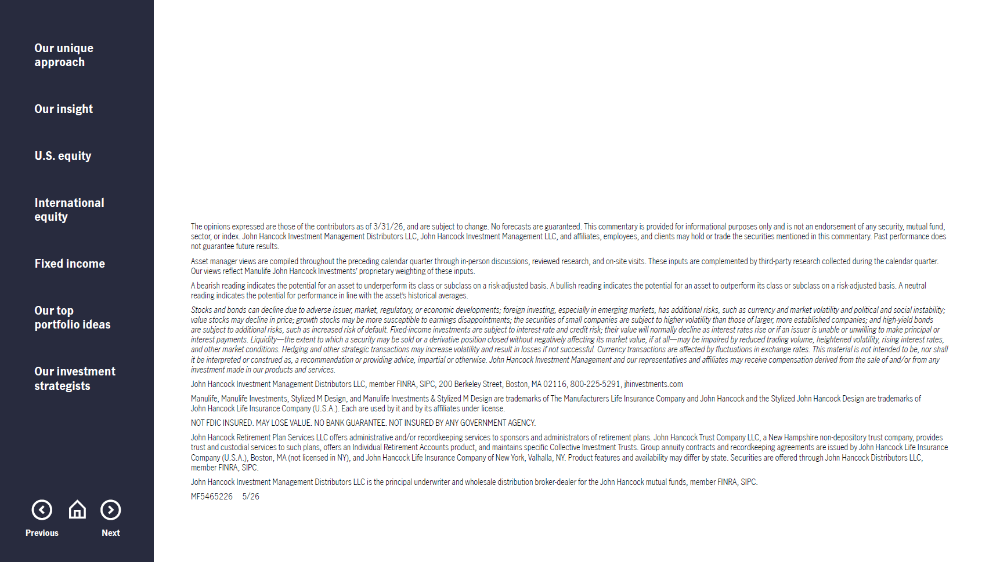 Our unique
approach
Our insight
U.S. equity
International
equity
Fixed income
Our top
portfolio ideas
Our investment
strategists
Previous
Next
The opinions expressed are those of the contributors as of 3/31/26, and are subject to change. No forecasts are guaranteed. This commentary is provided for informational purposes only and is not an endorsement of any security, mutual fund,
sector, or index. John Hancock Investment Management Distributors LLC, John Hancock Investment Management LLC, and affiliates, employees, and clients may hold or trade the securities mentioned in this commentary. Past performance does
not guarantee future results.
Asset manager views are compiled throughout the preceding calendar quarter through in-person discussions, reviewed research, and on-site visits. These inputs are complemented by third-party research collected during the calendar quarter.
Our views reflect Manulife John Hancock Investments' proprietary weighting of these inputs.
A bearish reading indicates the potential for an asset to underperform its class or subclass on a risk-adjusted basis. A bullish reading indicates the potential for an asset to outperform its class or subclass on a risk-adjusted basis. A neutral
reading indicates the potential for performance in line with the asset's historical averages.
Stocks and bonds can decline due to adverse issuer, market, regulatory, or economic developments; foreign investing, especially in emerging markets, has additional risks, such as currency and market volatility and political and social instability;
value stocks may decline in price; growth stocks may be more susceptible to earnings disappointments; the securities of small companies are subject to higher volatility than those of larger, more established companies; and high-yield bonds
are subject to additional risks, such as increased risk of default. Fixed-income investments are subject to interest-rate and credit risk; their value will normally decline as interest rates rise or if an issuer is unable or unwilling to make principal or
interest payments. Liquidity—the extent to which a security may be sold or a derivative position closed without negatively affecting its market value, if at all—may be impaired by reduced trading volume, heightened volatility, rising interest rates,
and other market conditions. Hedging and other strategic transactions may increase volatility and result in losses if not successful. Currency transactions are affected by fluctuations in exchange rates. This material is not intended to be, nor shall
it be interpreted or construed as, a recommendation or providing advice, impartial or otherwise. John Hancock Investment Management and our representatives and affiliates may receive compensation derived from the sale of and/or from any
investment made in our products and services.
John Hancock Investment Management Distributors LLC, member FINRA, SIPC, 200 Berkeley Street, Boston, MA 02116, 800-225-5291, jhinvestments.com
Manulife, Manulife Investments, Stylized M Design, and Manulife Investments & Stylized M Design are trademarks of The Manufacturers Life Insurance Company and John Hancock and the Stylized John Hancock Design are trademarks of
John Hancock Life Insurance Company (U.S.A.). Each are used by it and by its affiliates under license.
NOT FDIC INSURED. MAY LOSE VALUE. NO BANK GUARANTEE. NOT INSURED BY ANY GOVERNMENT AGENCY.
John Hancock Retirement Plan Services LLC offers administrative and/or recordkeeping services to sponsors and administrators of retirement plans. John Hancock Trust Company LLC, a New Hampshire non-depository trust company, provides
trust and custodial services to such plans, offers an Individual Retirement Accounts product, and maintains specific Collective Investment Trusts. Group annuity contracts and recordkeeping agreements are issued by John Hancock Life Insurance
Company (U.S.A.), Boston, MA (not licensed in NY), and John Hancock Life Insurance Company of New York, Valhalla, NY. Product features and availability may differ by state. Securities are offered through John Hancock Distributors LLC,
member FINRA, SIPC.
John Hancock Investment Management Distributors LLC is the principal underwriter and wholesale distribution broker-dealer for the John Hancock mutual funds, member FINRA, SIPC.
MF5465226 5/26